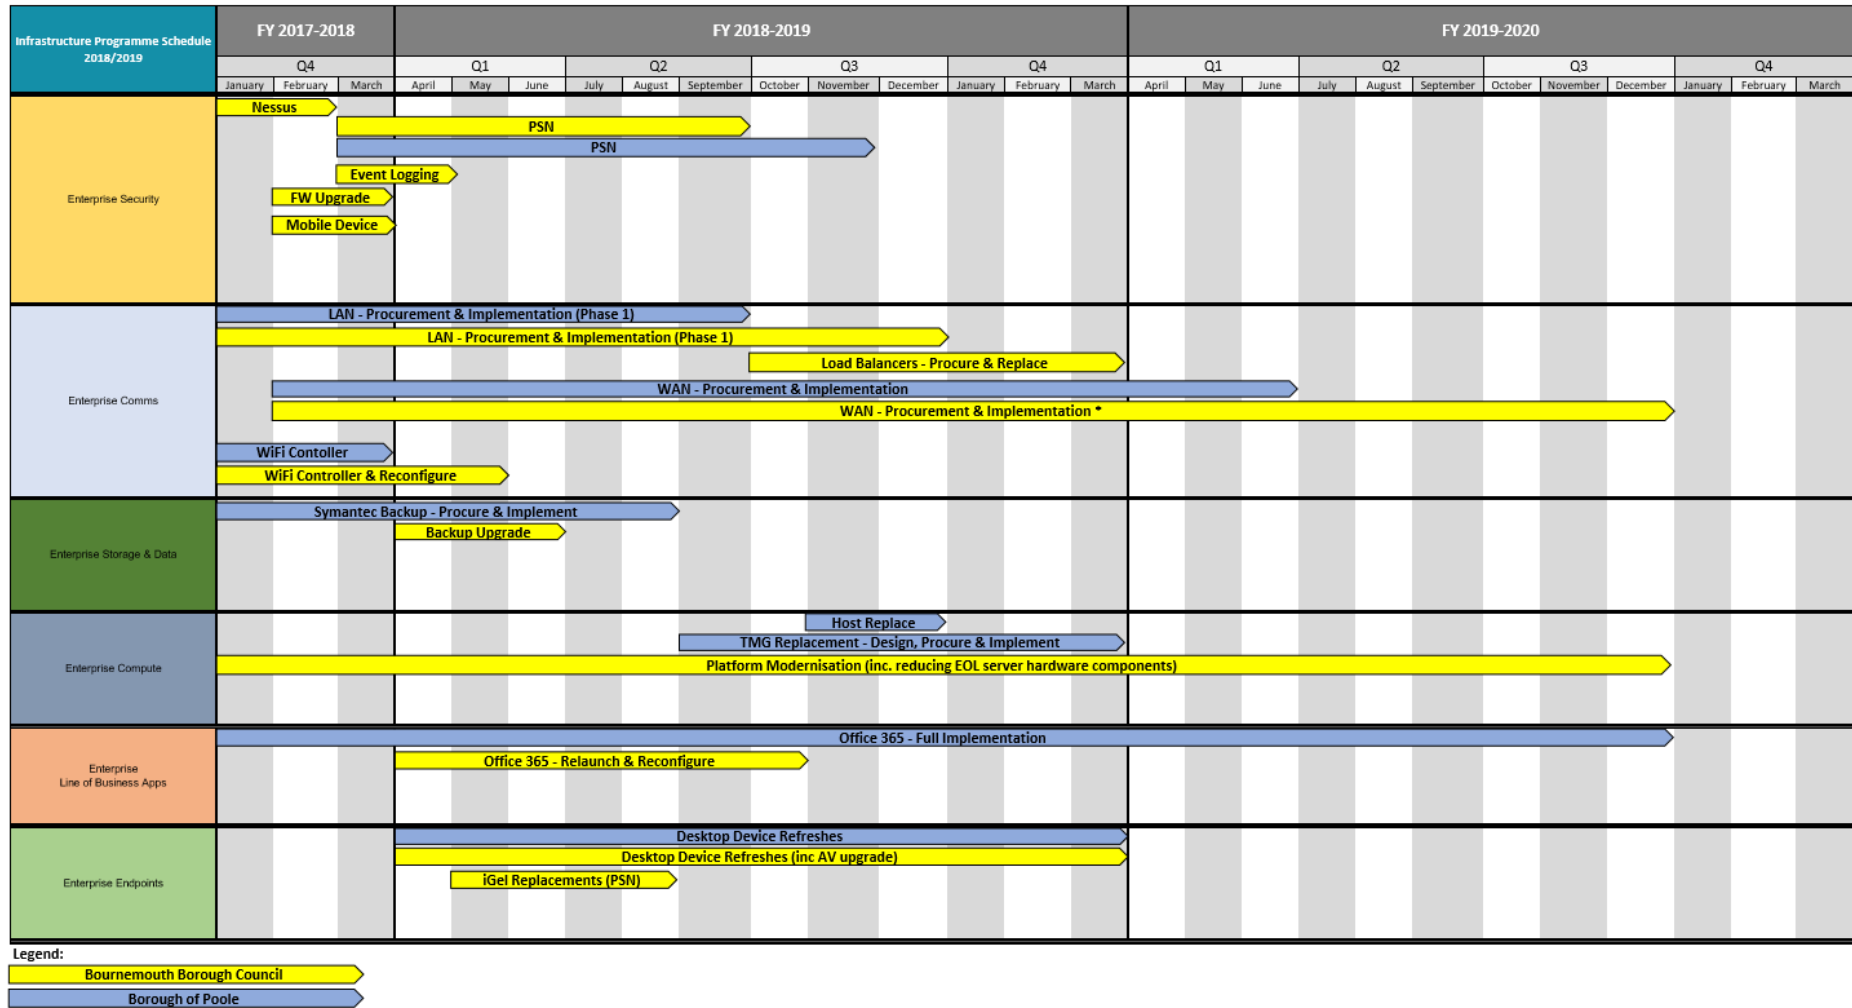 Infrastructure Programme Schedule
2018/2019
FY 2017-2018
FY 2018-2019
FY 2019-2020
Q4
Q1
Q2
Q3
Q4
Q1
Q2
Q3
Q4
January
February
March
April
May
June
July
August
September
October
November
December
January
February
March
April
May
June
July
August
September
October
November
December
January
February
March
Enterprise Security
Nessus
PSN
PSN
Event Logging
FW Upgrade
Mobile Device
Enterprise Comms
LAN - Procurement & Implementation (Phase 1)
LAN - Procurement & Implementation (Phase 1)
Load Balancers - Procure & Replace
WAN - Procurement & Implementation
WAN - Procurement & Implementation *
WiFi Contoller
WiFi Controller & Reconfigure
Enterprise Storage & Data
Symantec Backup - Procure & Implement
Backup Upgrade
Enterprise Compute
Host Replace
TMG Replacement - Design, Procure & Implement
Platform Modernisation (inc. reducing EOL server hardware components)
Enterprise
Line of Business Apps
Office 365 - Full Implementation
Office 365 - Relaunch & Reconfigure
Enterprise Endpoints
Desktop Device Refreshes
Desktop Device Refreshes (inc AV upgrade)
iGel Replacements (PSN)
Legend:
Bournemouth Borough Council
Borough of Poole